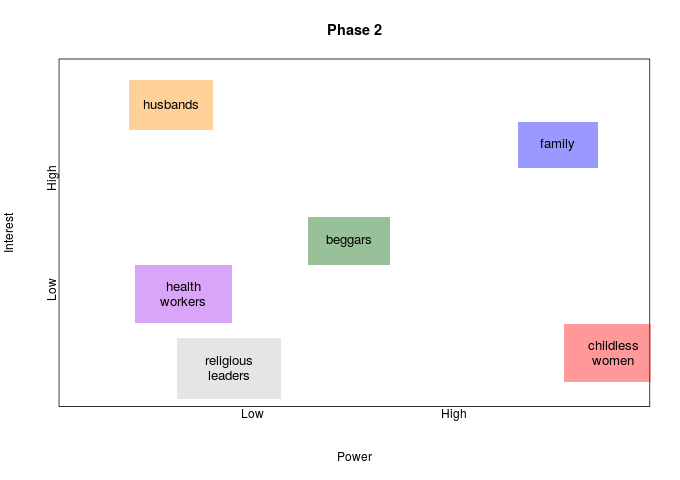 Phase 2
husbands
family
High
Interest
beggars
Low
health
workers
childless
women
religious
leaders
Low
High
Power